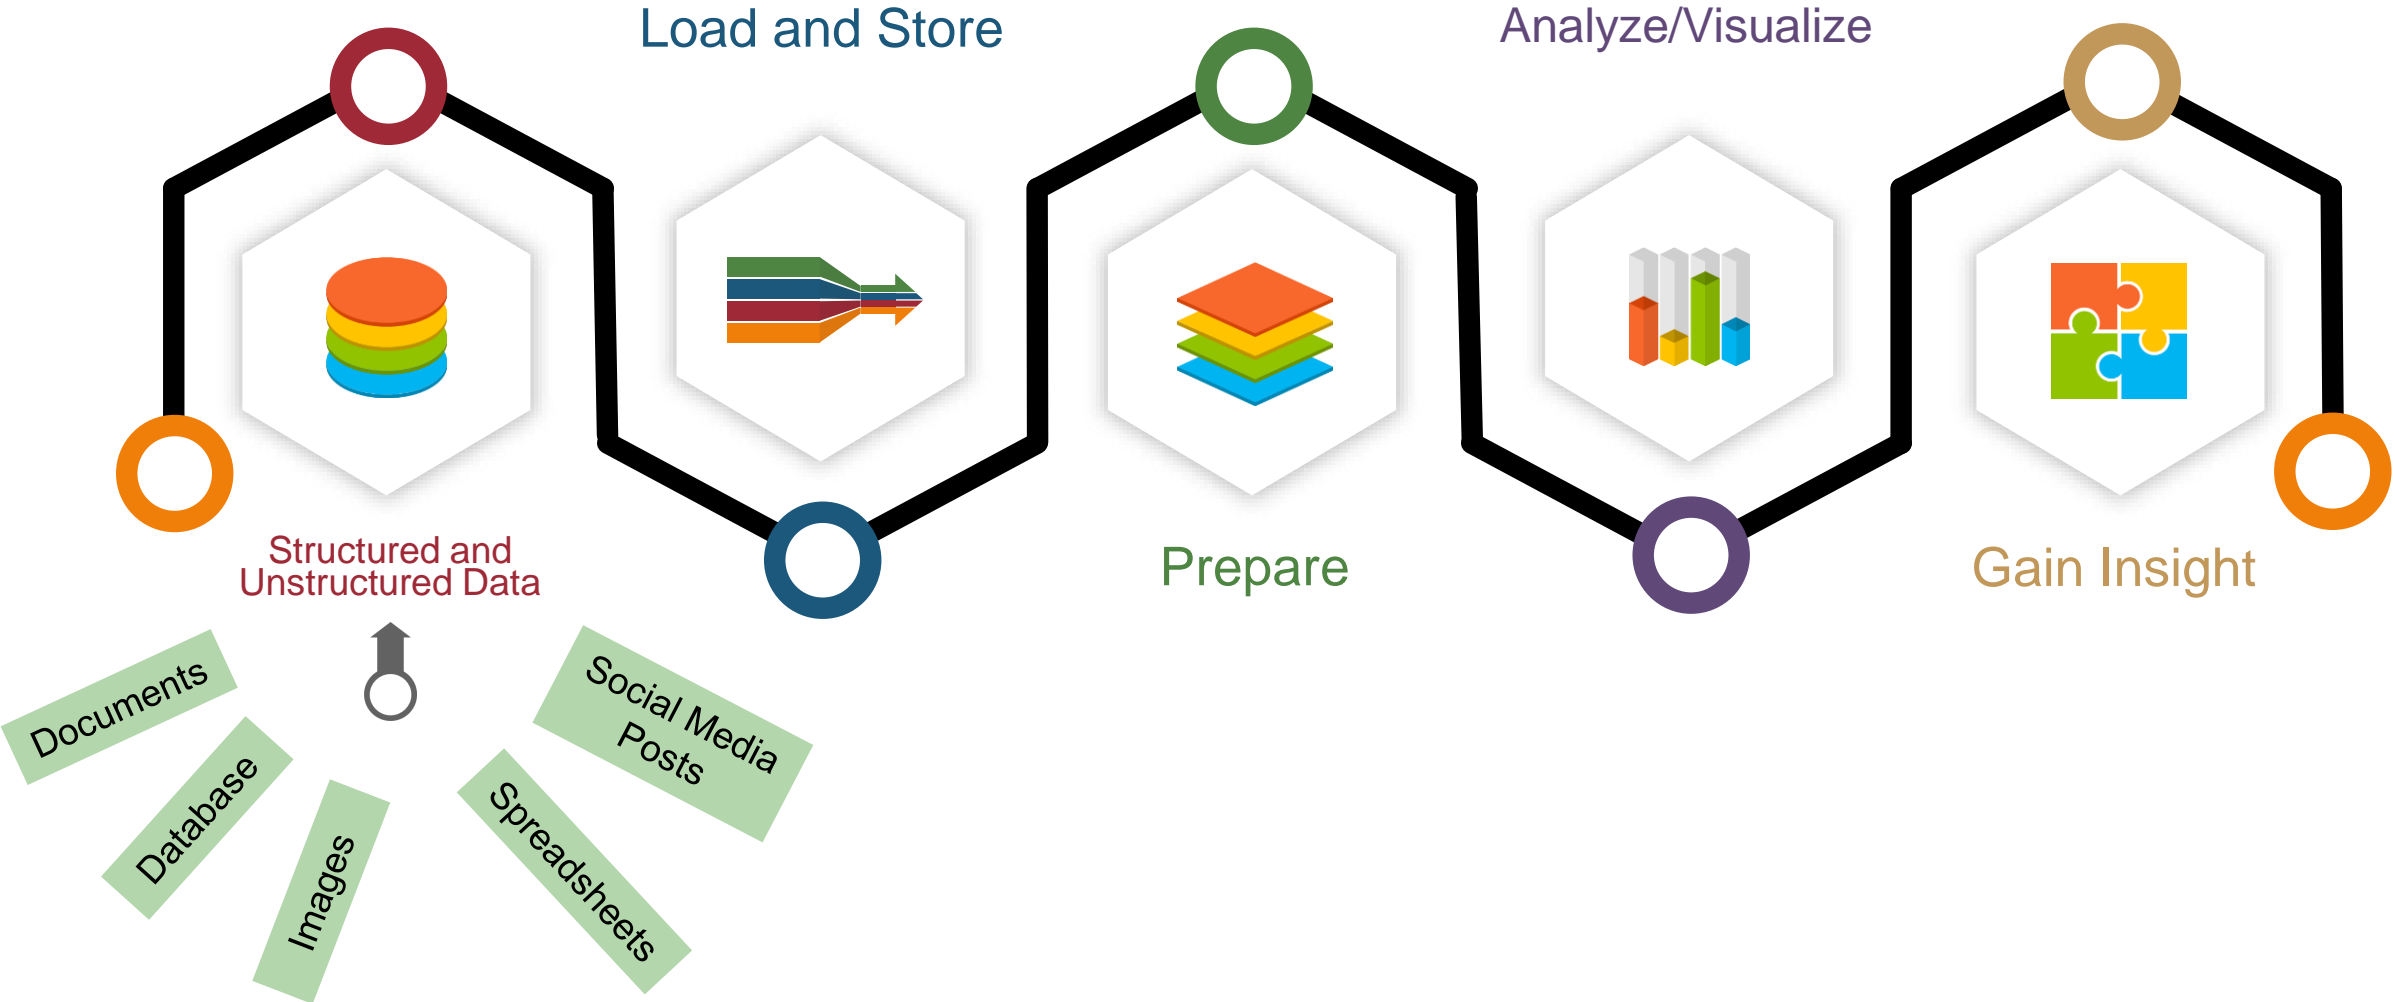 Load and Store
Analyze/Visualize
Structured and
Unstructured Data
Prepare
Gain Insight
Documents
Database
Images
Spreadsheets
Social Media
Posts